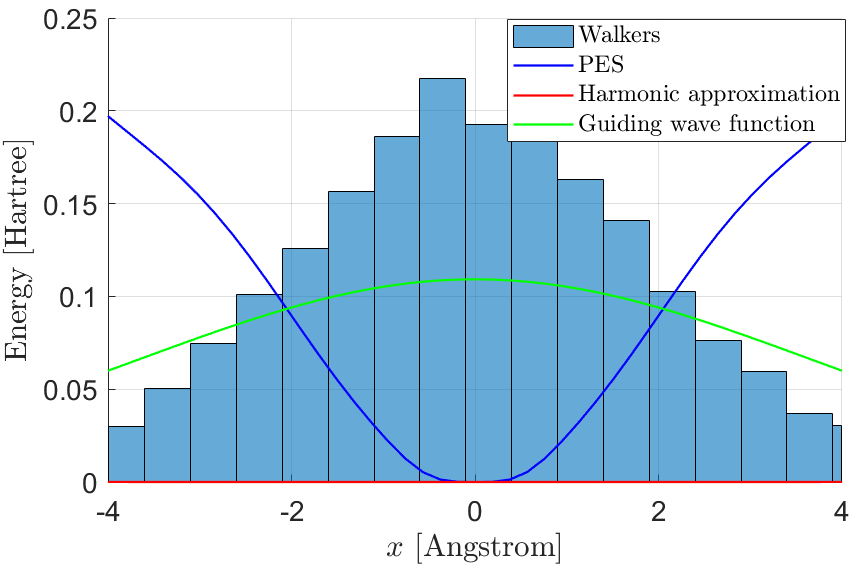 0.25
0.2
0.15
0.1
0.05
0
Energy [Hartree]
Walkers
PES
Harmonic approximation
Guiding wave function
-4
-2
0
2
4
x [Angstrom]